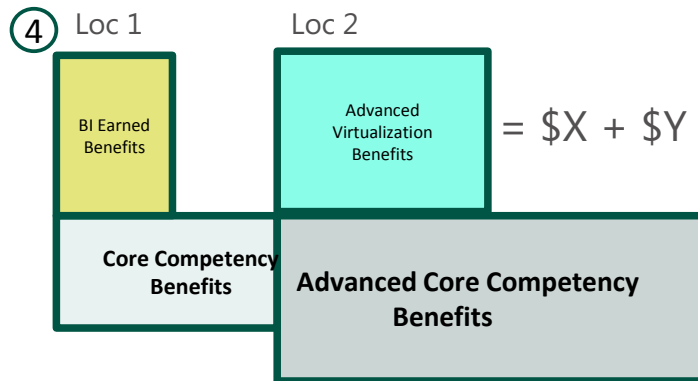 4 Loc 1 Loc 2
BI Earned
Benefits
Advanced
Virtualization
Benefits
= $X + $Y
Core Competency
Benefits
Advanced Core Competency
Benefits